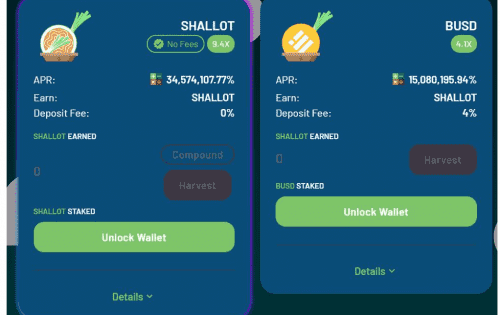 SHALLOT
No Fees
9.4X
APR: 34,574,107.77%
Earn: SHALLOT
Deposit Fee: 0%
SHALLOT EARNED
0
Compound
Harvest
SHALLOT STAKED
Unlock Wallet
Details
BUSD
4.1X
APR: 15,080,195.94%
Earn: SHALLOT
Deposit Fee: 4%
SHALLOT EARNED
0
Harvest
BUSD STAKED
Unlock Wallet
Details